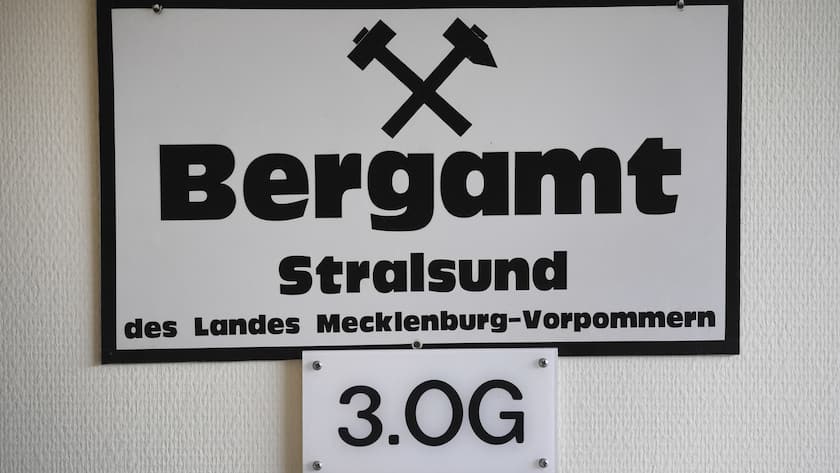 Bergamt
Stralsund
des Landes Mecklenburg-Vorpommern
3.OG